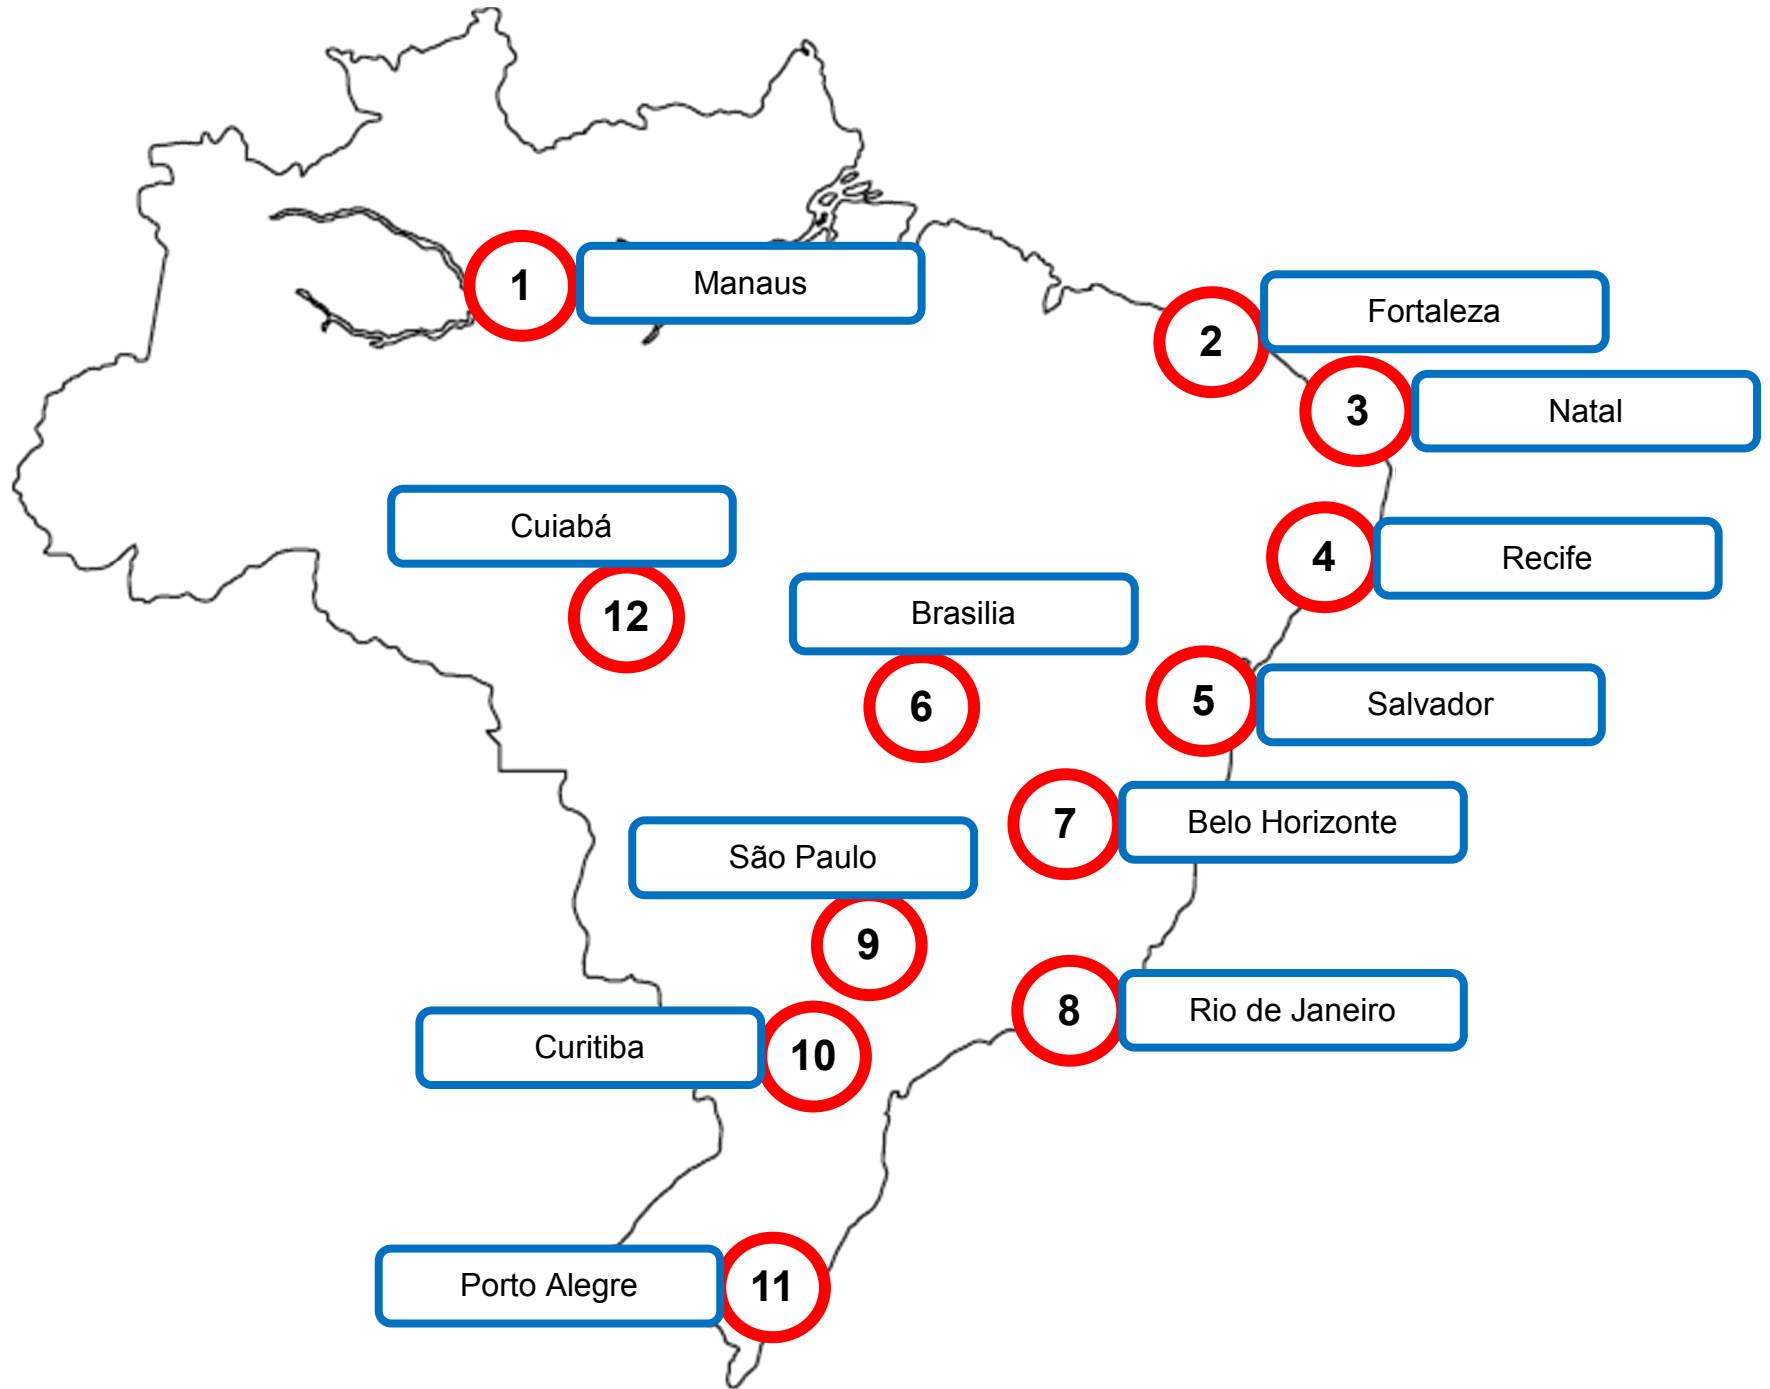 1 Manaus
2 Fortaleza
3 Natal
Cuiabá
4 Recife
12
Brasilia
6
5 Salvador
7 Belo Horizonte
São Paulo
9
8 Rio de Janeiro
Curitiba 10
Porto Alegre 11